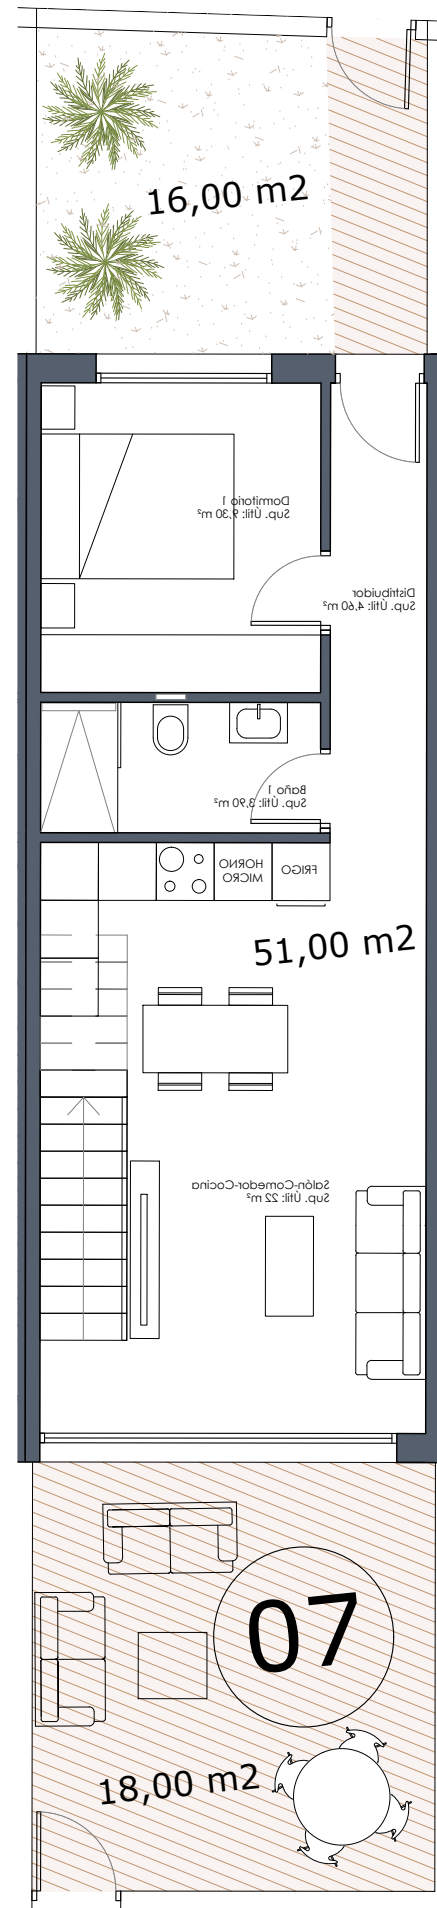 16,00 m2
Dormitorio 1
Sup. Útil: 9,30 m²
Distribuidor
Sup. Útil: 4,60 m²
Baño 1
Sup. Útil: 3,90 m²
HORNO
MICRO
FRIGO
51,00 m2
Salón-Comedor-Cocina
Sup. Útil: 22 m²
07
18,00 m2